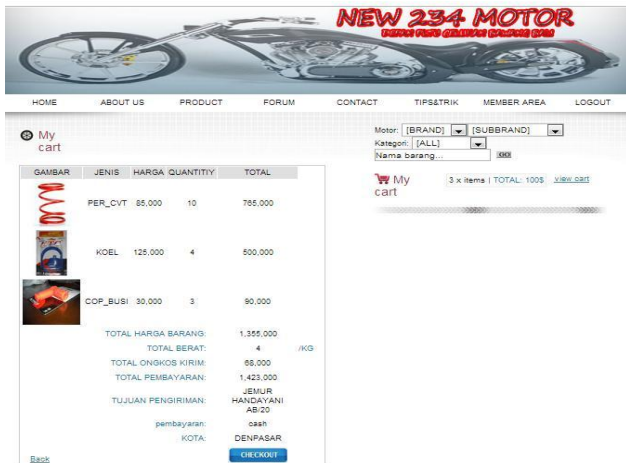 NEW 234 MOTOR
HOME ABOUT US PRODUCT FORUM CONTACT TIPS&TRIK MEMBER AREA LOGOUT
My cart
Motor: [BRAND] [SUBBRAND]
Kategori: [ALL]
Nama barang... GO
My cart
3 x items | TOTAL: 100$ view cart
GAMBAR JENIS HARGA QUANTITIY TOTAL
PER_CVT 85,000 10 765,000
KOEL 125,000 4 500,000
COP_BUSI 30,000 3 90,000
TOTAL HARGA BARANG: 1,355,000
TOTAL BERAT: 4 /KG
TOTAL ONGKOS KIRIM: 68,000
TOTAL PEMBAYARAN: 1,423,000
TUJUAN PENGIRIMAN: JEMUR HANDAYANI AB/20
pembayaran: cash
KOTA: DENPASAR
Back CHECKOUT